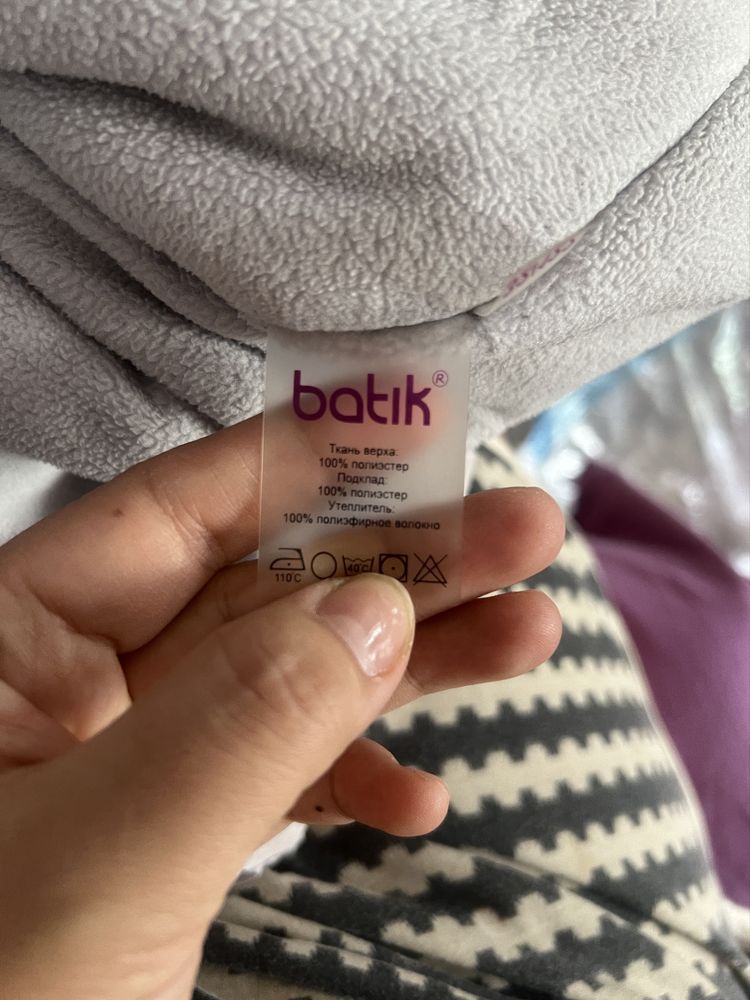 batik®
Ткань верха:
100% полиэстер
Подклад:
100% полиэстер
Утеплитель:
100% полиэфирное волокно
110°C 40°C